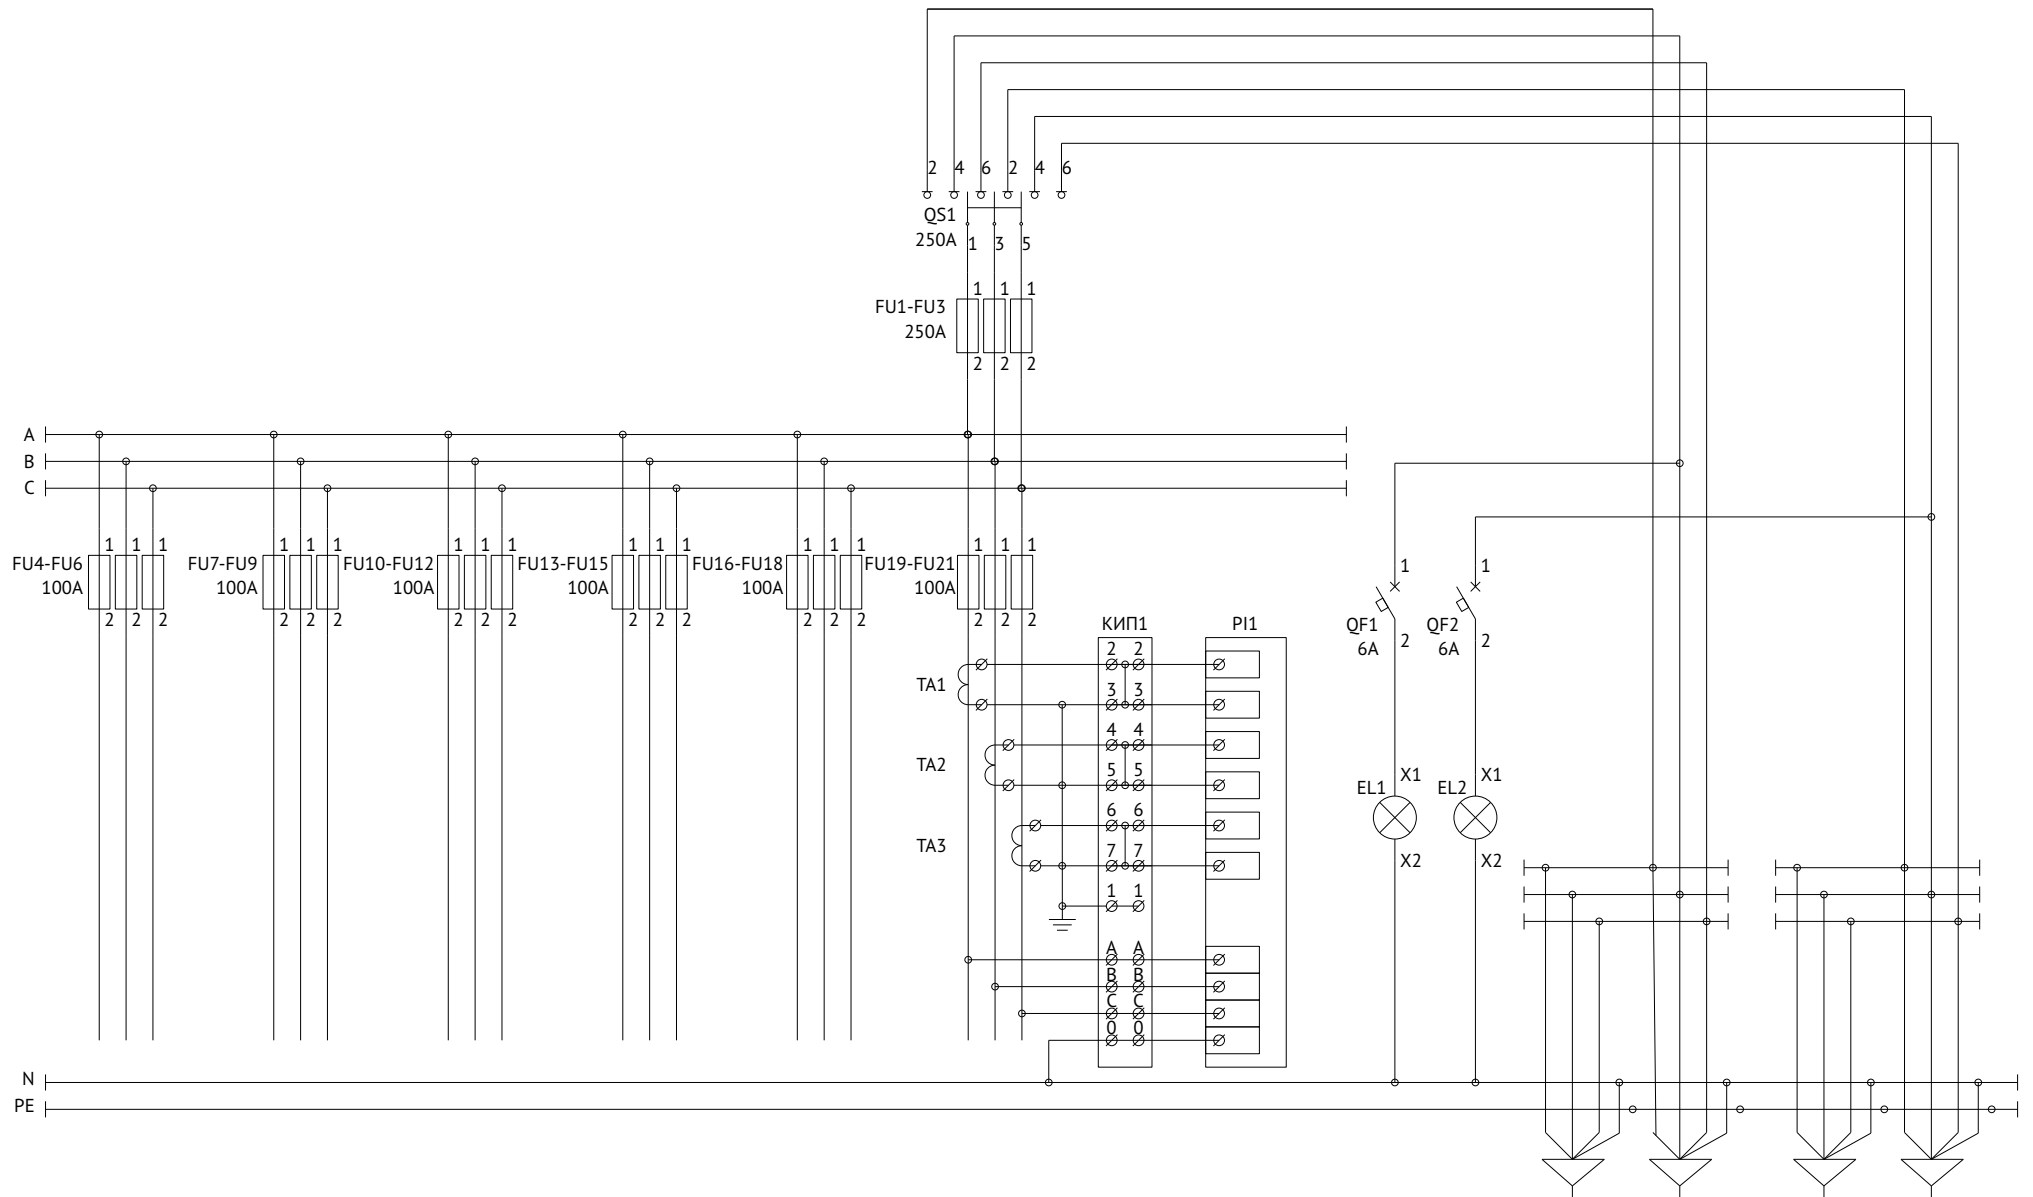 2 4 6 2 4 6
QS1
250A
1 3 5
1 1 1
FU1-FU3
250A
2 2 2
A
B
C
1 1 1 1 1 1 1 1 1 1 1 1 1 1 1 1 1 1
FU4-FU6 FU7-FU9 FU10-FU12 FU13-FU15 FU16-FU18 FU19-FU21
100A 100A 100A 100A 100A 100A
2 2 2 2 2 2 2 2 2 2 2 2 2 2 2 2 2 2
1 1
QF1 QF2
6A 6A
2 2
КИП1 PI1
2 2
TA1
3 3
4 4
TA2
5 5
X1 X1
EL1 EL2
6 6
TA3
7 7
X2 X2
1 1
A A
B B
C C
0 0
N
PE